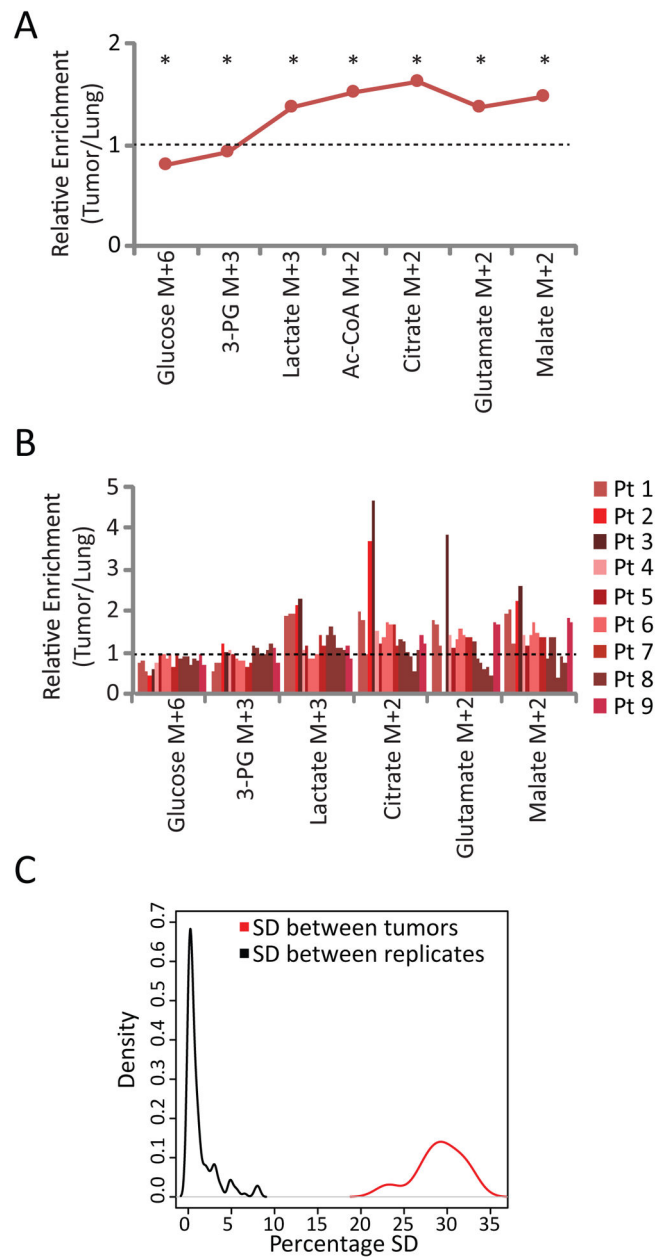 A
Relative Enrichment
(Tumor/Lung)
2
1
0
* * * * * * *
Glucose M+6
3-PG M+3
Lactate M+3
Ac-CoA M+2
Citrate M+2
Glutamate M+2
Malate M+2
B
Relative Enrichment
(Tumor/Lung)
5
4
3
2
1
0
Glucose M+6
3-PG M+3
Lactate M+3
Citrate M+2
Glutamate M+2
Malate M+2
Pt 1
Pt 2
Pt 3
Pt 4
Pt 5
Pt 6
Pt 7
Pt 8
Pt 9
C
Density
0.7
0.6
0.5
0.4
0.3
0.2
0.1
0.0
SD between tumors
SD between replicates
0 5 10 15 20 25 30 35
Percentage SD